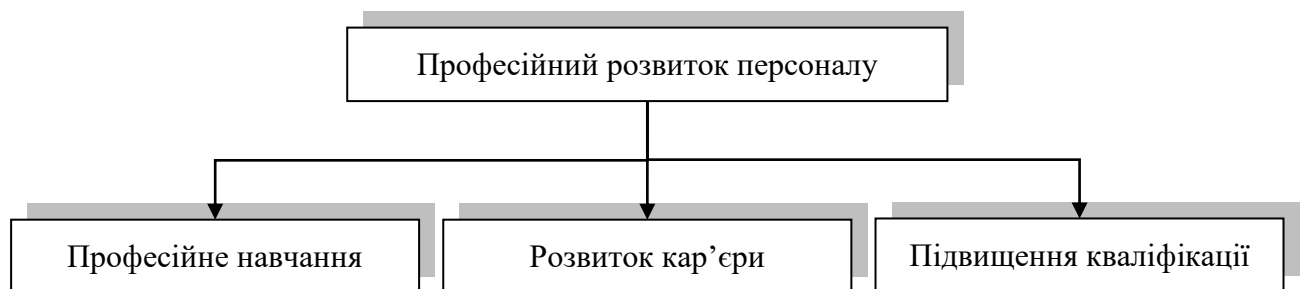 Професійний розвиток персоналу
Професійне навчання
Розвиток кар’єри
Підвищення кваліфікації